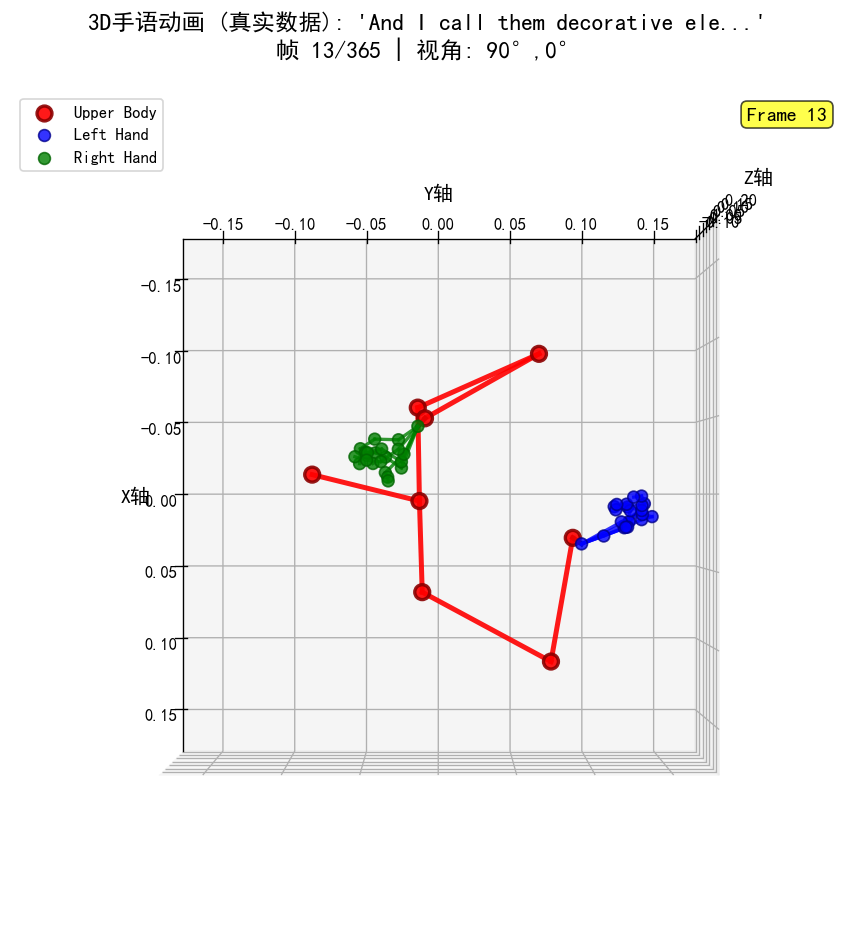 3D手语动画 (真实数据): 'And I call them decorative ele...'
帧 13/365 | 视角: 90°,0°
Upper Body
Left Hand
Right Hand
Frame 13
Z轴
Y轴
-0.15 -0.10 -0.05 0.00 0.05 0.10 0.15
-0.15
-0.10
-0.05
X轴
0.00
0.05
0.10
0.15